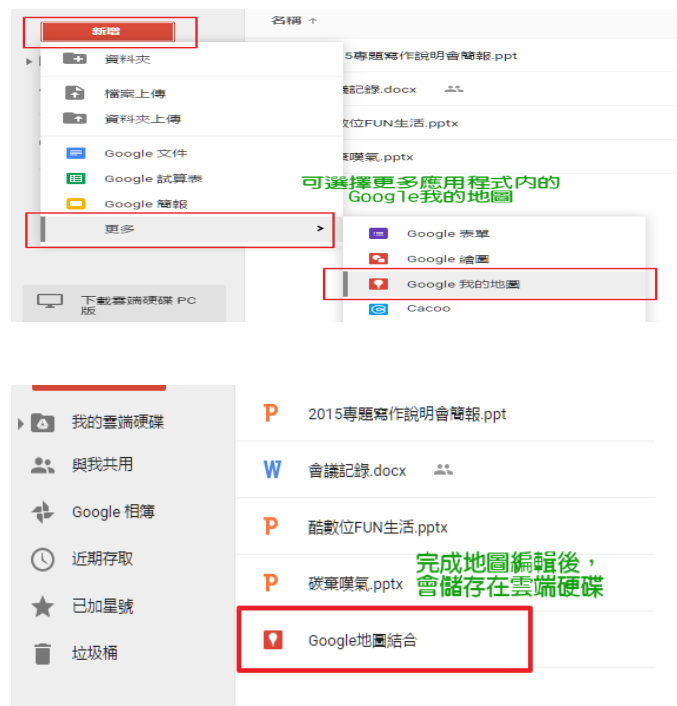 名稱 ↑
新增
資料夾
5專題寫作說明會簡報.ppt
檔案上傳
記錄.docx
資料夾上傳
數位FUN生活.pptx
Google 文件
棄嘆氣.pptx
Google 試算表
可選擇更多應用程式內的
Google我的地圖
Google 簡報
更多 >
Google 表單
Google 繪圖
Google 我的地圖
下載雲端硬碟 PC
版
Cacoo
我的雲端硬碟
2015專題寫作說明會簡報.ppt
與我共用
會議記錄.docx
Google 相簿
酷數位FUN生活.pptx
近期存取
完成地圖編輯後，
會儲存在雲端硬碟
碳棄嘆氣.pptx
已加星號
Google地圖結合
垃圾桶